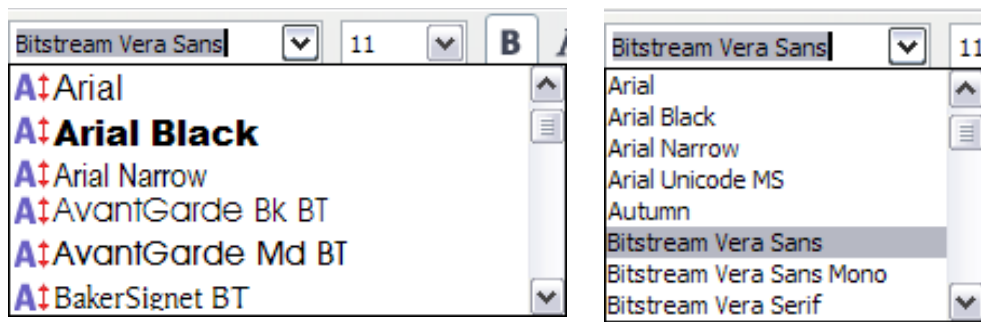 Bitstream Vera Sans 11 B
Arial
Arial Black
Arial Narrow
AvantGarde Bk BT
AvantGarde Md BT
BakerSignet BT
Bitstream Vera Sans 11
Arial
Arial Black
Arial Narrow
Arial Unicode MS
Autumn
Bitstream Vera Sans
Bitstream Vera Sans Mono
Bitstream Vera Serif